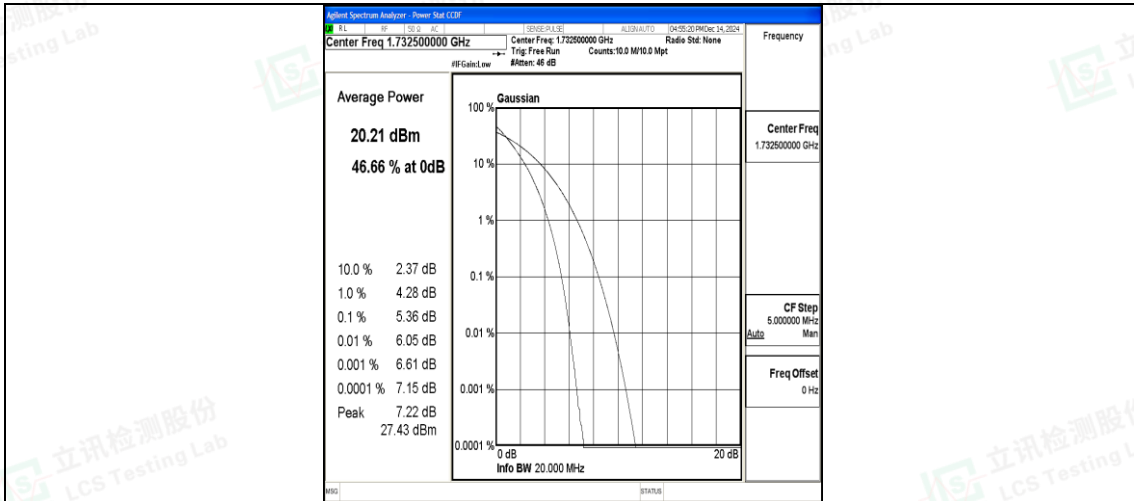 Agilent Spectrum Analyzer - Power Stat CCDF
RL RF 50 Ω AC SENSE:PULSE ALIGN AUTO 04:55:20 PM Dec 14, 2024
Center Freq 1.732500000 GHz
Center Freq: 1.732500000 GHz Radio Std: None
Trig: Free Run Counts:10.0 M/10.0 Mpt
#IFGain:Low #Atten: 46 dB
Frequency
Average Power
20.21 dBm
46.66 % at 0dB
10.0 % 2.37 dB
1.0 % 4.28 dB
0.1 % 5.36 dB
0.01 % 6.05 dB
0.001 % 6.61 dB
0.0001 % 7.15 dB
Peak 7.22 dB
27.43 dBm
Gaussian
100 %
10 %
1 %
0.1 %
0.01 %
0.001 %
0.0001 %
0 dB 20 dB
Info BW 20.000 MHz
Center Freq
1.732500000 GHz
CF Step
5.000000 MHz
Auto Man
Freq Offset
0 Hz
MSG STATUS
立讯检测股份
LCS Testing Lab
立讯检测股份
LCS Testing L